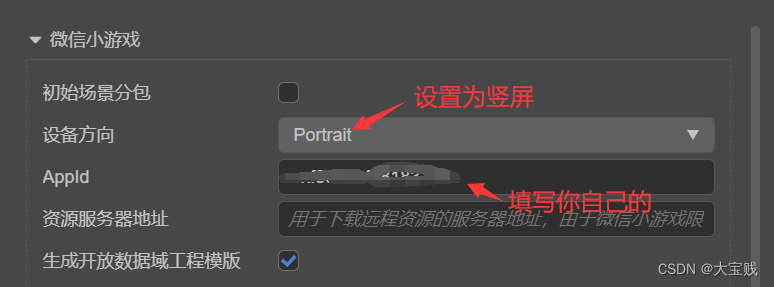 微信小游戏
初始场景分包
设置为竖屏
设备方向 Portrait
AppId
填写你自己的
资源服务器地址 用于下载远程资源的服务器地址，由于微信小游戏限
生成开放数据域工程模版
CSDN @大宝贱